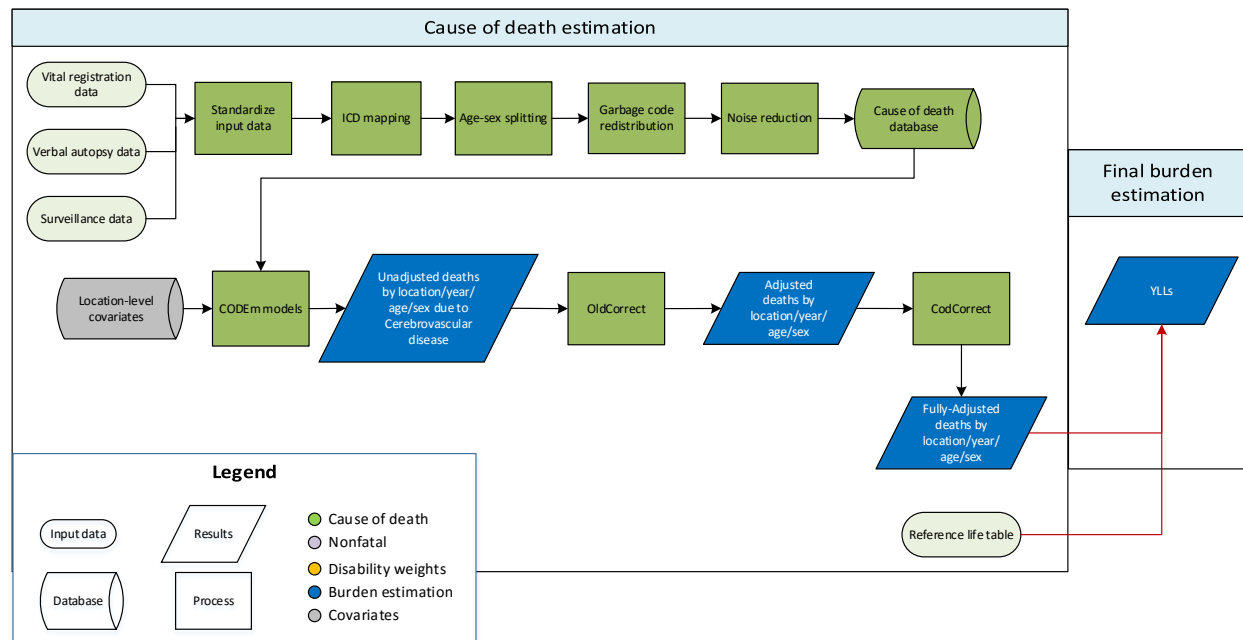 Cause of death estimation
Vital registration
data
Verbal autopsy data
Surveillance data
Standardize
input data
ICD mapping
Age-sex splitting
Garbage code
redistribution
Noise reduction
Cause of death
database
Final burden
estimation
Location-level
covariates
CODEm models
Unadjusted deaths
by location/year/
age/sex due to
Cerebrovascular
disease
OldCorrect
Adjusted
deaths by
location/year/
age/sex
CodCorrect
YLLs
Fully-Adjusted
deaths by
location/year/
age/sex
Reference life table
Legend
Input data
Results
Database
Process
Cause of death
Nonfatal
Disability weights
Burden estimation
Covariates